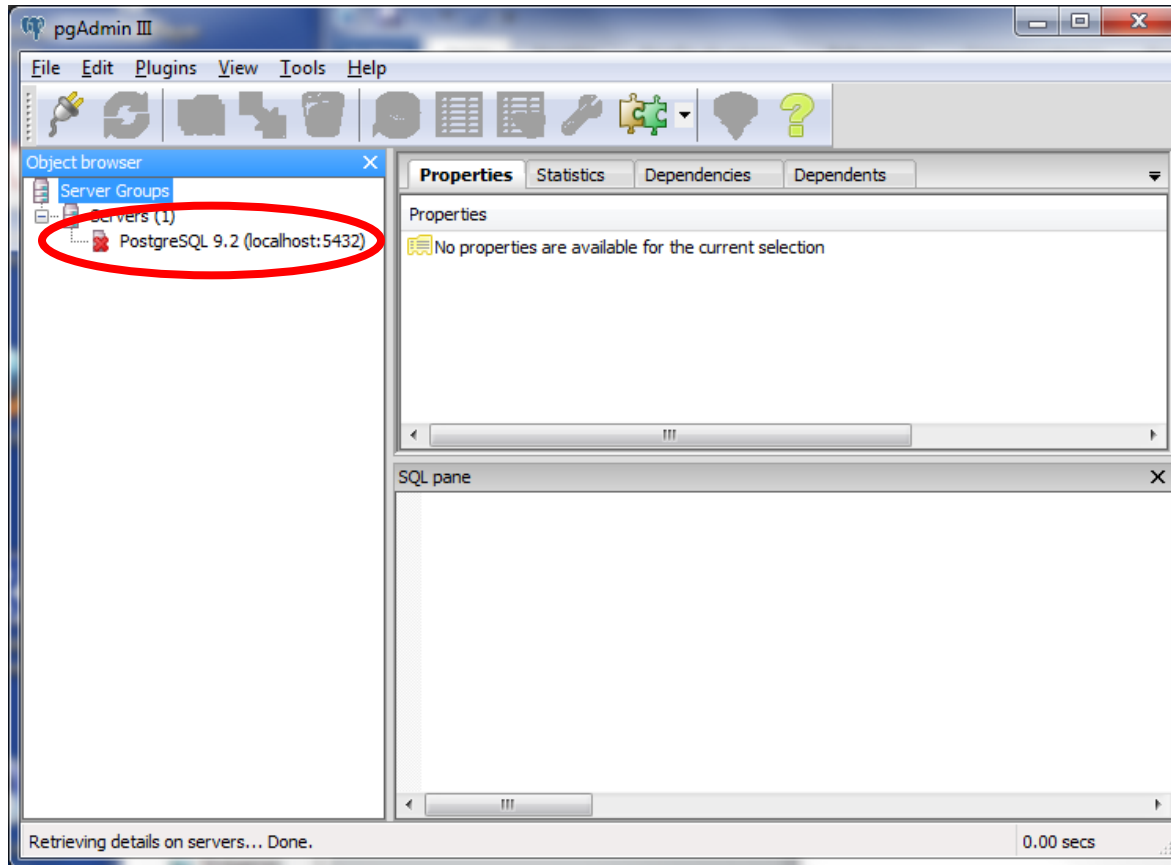 pgAdmin III
File Edit Plugins View Tools Help
Object browser
Server Groups
Servers (1)
PostgreSQL 9.2 (localhost:5432)
Properties Statistics Dependencies Dependents
Properties
No properties are available for the current selection
SQL pane
Retrieving details on servers... Done.
0.00 secs